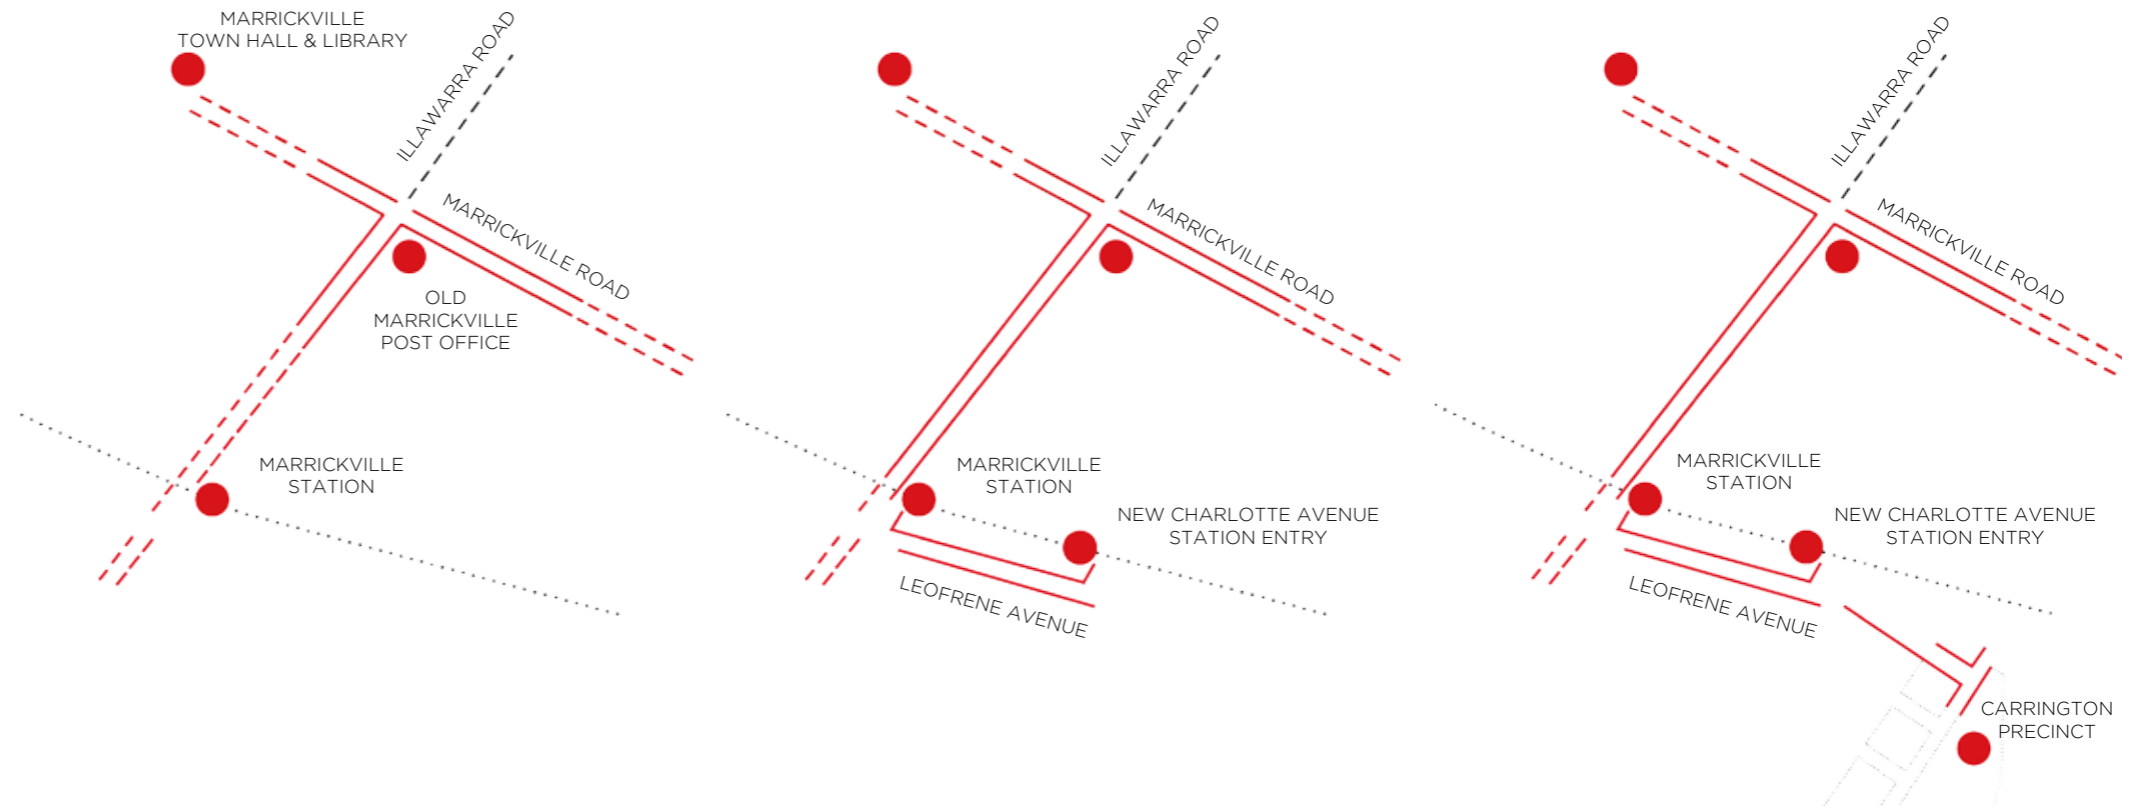 MARRICKVILLE
TOWN HALL & LIBRARY
ILLAWARRA ROAD
MARRICKVILLE ROAD
OLD
MARRICKVILLE
POST OFFICE
MARRICKVILLE
STATION
ILLAWARRA ROAD
MARRICKVILLE ROAD
MARRICKVILLE
STATION
NEW CHARLOTTE AVENUE
STATION ENTRY
LEOFRENE AVENUE
ILLAWARRA ROAD
MARRICKVILLE ROAD
MARRICKVILLE
STATION
NEW CHARLOTTE AVENUE
STATION ENTRY
LEOFRENE AVENUE
CARRINGTON
PRECINCT